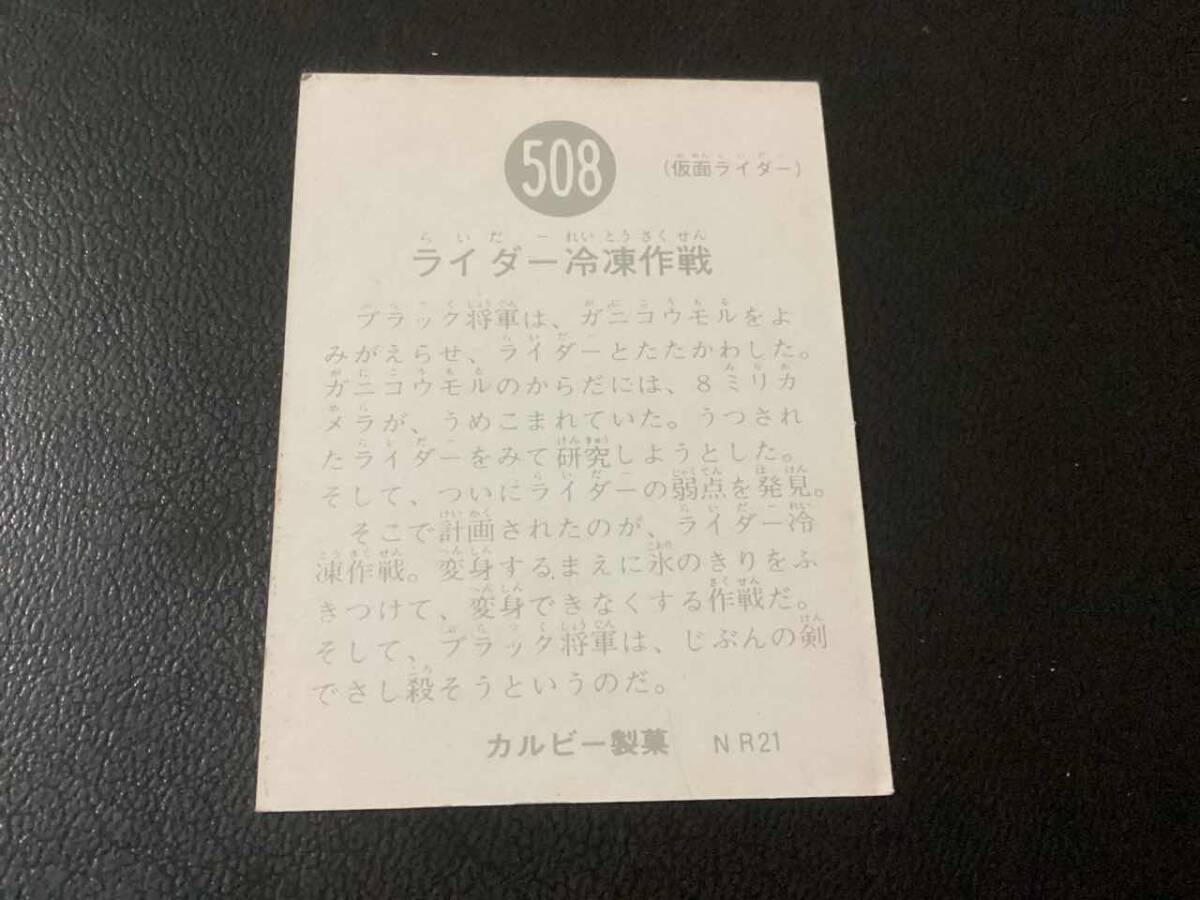 508
(仮面ライダー)
ライダー冷凍作戦
ブラック将軍は、ガニコウモルをよ
みがえらせ、ライダーとたたかわした。
ガニコウモルのからだには、8ミリカ
メラが、うめこまれていた。うつされ
たライダーをみて研究しようとした。
そして、ついにライダーの弱点を発見。
そこで計画されたのが、ライダー冷
凍作戦。変身するまえに氷のきりをふ
きつけて、変身できなくする作戦だ。
そして、ブラック将軍は、じぶんの剣
でさし殺そうというのだ。
カルビー製菓 NR21